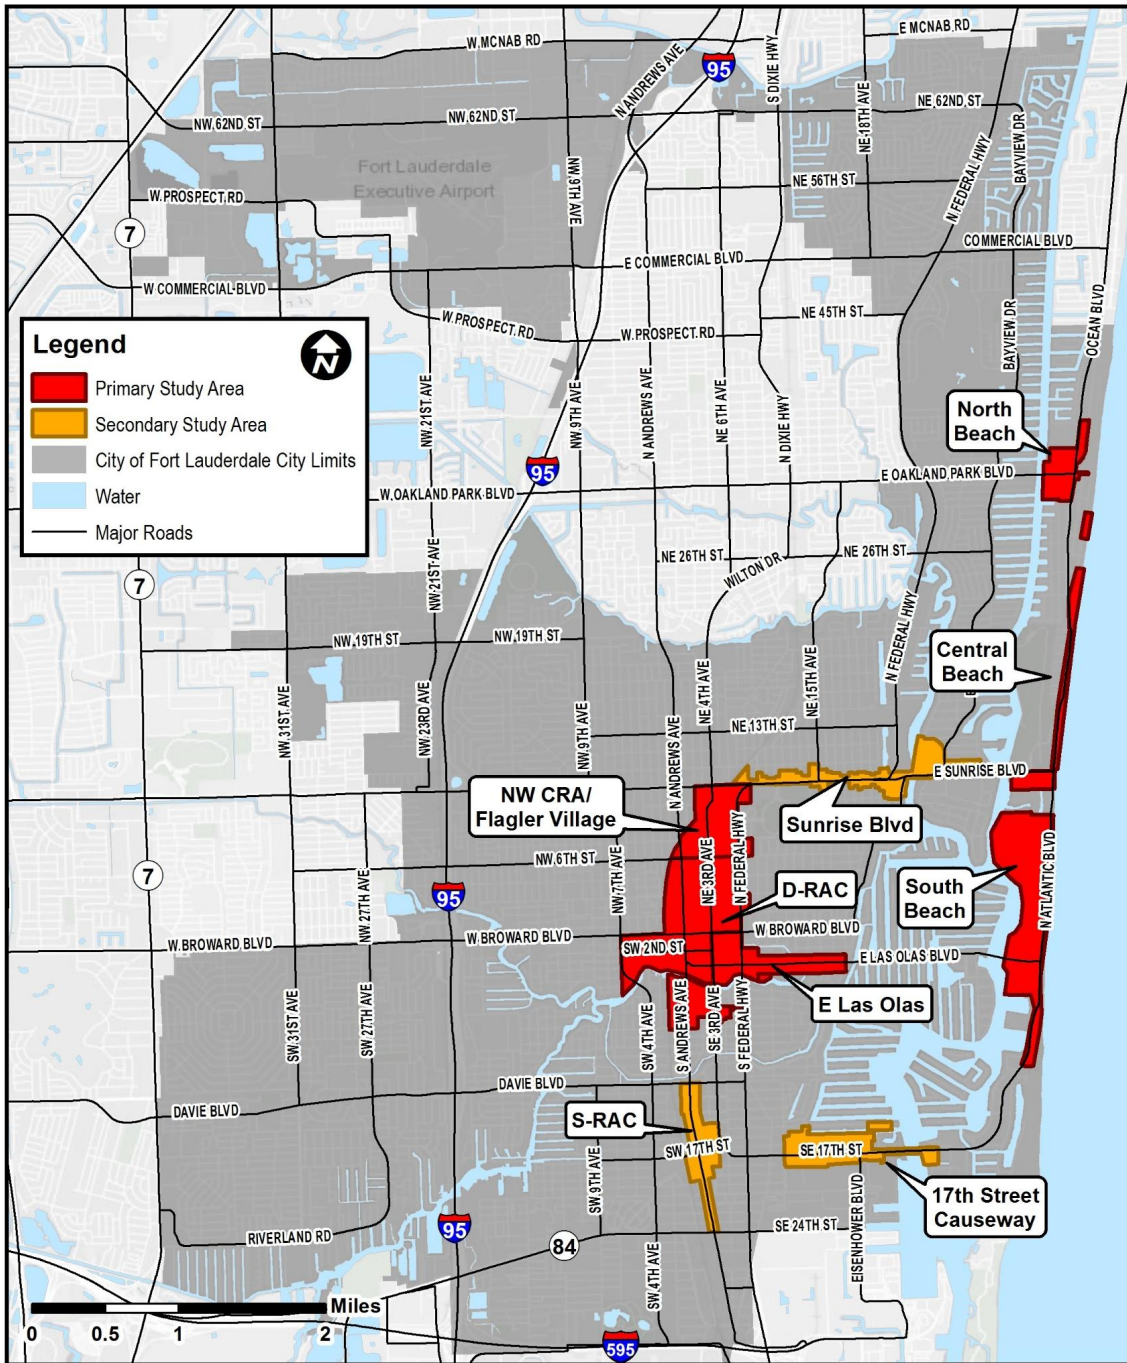 W MCNAB RD
E MCNAB RD
N ANDREWS AVE
95
S DIXIE HWY
NE 18TH AVE
NW 62ND ST
NW 62ND ST
NE 62ND ST
N FEDERAL HWY
BAYVIEW DR
Fort Lauderdale
Executive Airport
NW 9TH AVE
NE 56TH ST
W PROSPECT RD
7
COMMERCIAL BLVD
E COMMERCIAL BLVD
W COMMERCIAL BLVD
W PROSPECT RD
W PROSPECT RD
NE 45TH ST
BAYVIEW DR
OCEAN BLVD
Legend
N
Primary Study Area
Secondary Study Area
City of Fort Lauderdale City Limits
Water
Major Roads
NW 21ST AVE
NW 9TH AVE
N ANDREWS AVE
NE 6TH AVE
N DIXIE HWY
North
Beach
95
W OAKLAND PARK BLVD
E OAKLAND PARK BLVD
NW 21ST AVE
NE 26TH ST
WILTON DR
NE 26TH ST
7
N FEDERAL HWY
NW 19TH ST
NW 19TH ST
Central
Beach
NW 31ST AVE
NW 23RD AVE
NW 9TH AVE
N ANDREWS AVE
NE 4TH AVE
NE 15TH AVE
NE 13TH ST
E SUNRISE BLVD
NW CRA/
Flagler Village
Sunrise Blvd
NW 6TH ST
NW 7TH AVE
NE 3RD AVE
N FEDERAL HWY
7
95
NW 27TH AVE
D-RAC
South
Beach
N ATLANTIC BLVD
W BROWARD BLVD
W BROWARD BLVD
W BROWARD BLVD
SW 2ND ST
E LAS OLAS BLVD
E Las Olas
SW 31ST AVE
SW 27TH AVE
SW 4TH AVE
S ANDREWS AVE
SE 3RD AVE
S FEDERAL HWY
DAVIE BLVD
DAVIE BLVD
S-RAC
SW 17TH ST
SE 17TH ST
SW 9TH AVE
17th Street
Causeway
RIVERLAND RD
95
84
SE 24TH ST
EISENHOWER BLVD
SW 4TH AVE
Miles
0 0.5 1 2
595